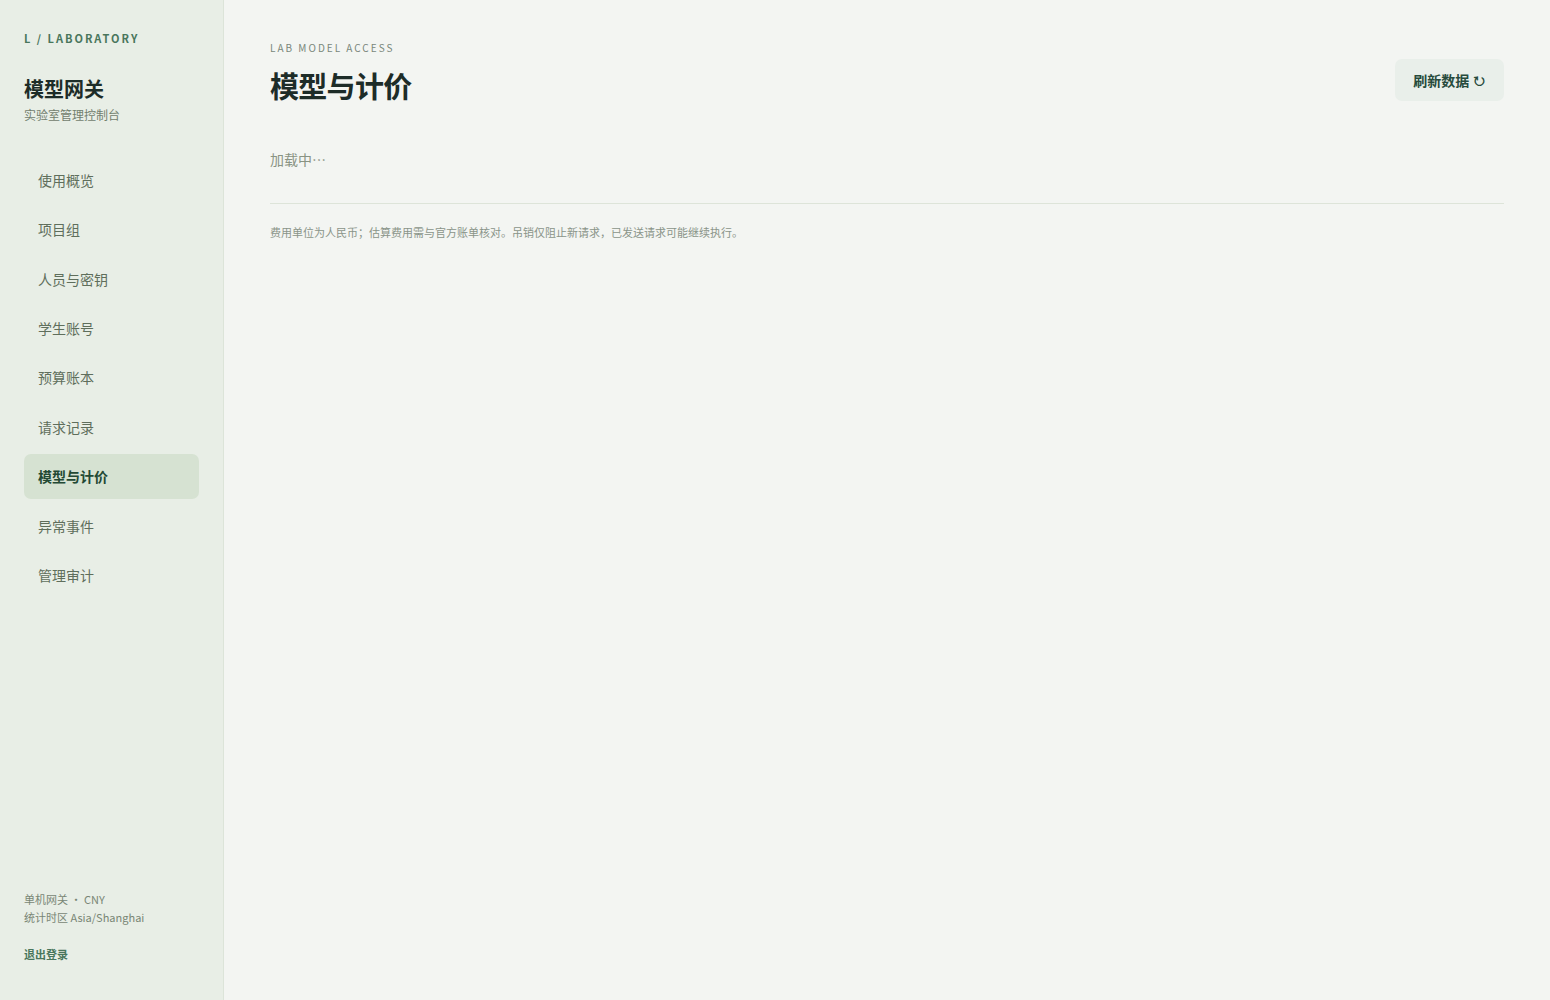 L / LABORATORY
模型网关
实验室管理控制台
使用概览
项目组
人员与密钥
学生账号
预算账本
请求记录
模型与计价
异常事件
管理审计
单机网关 · CNY
统计时区 Asia/Shanghai
退出登录
LAB MODEL ACCESS
模型与计价
刷新数据 ↻
加载中…
费用单位为人民币；估算费用需与官方账单核对。吊销仅阻止新请求，已发送请求可能继续执行。